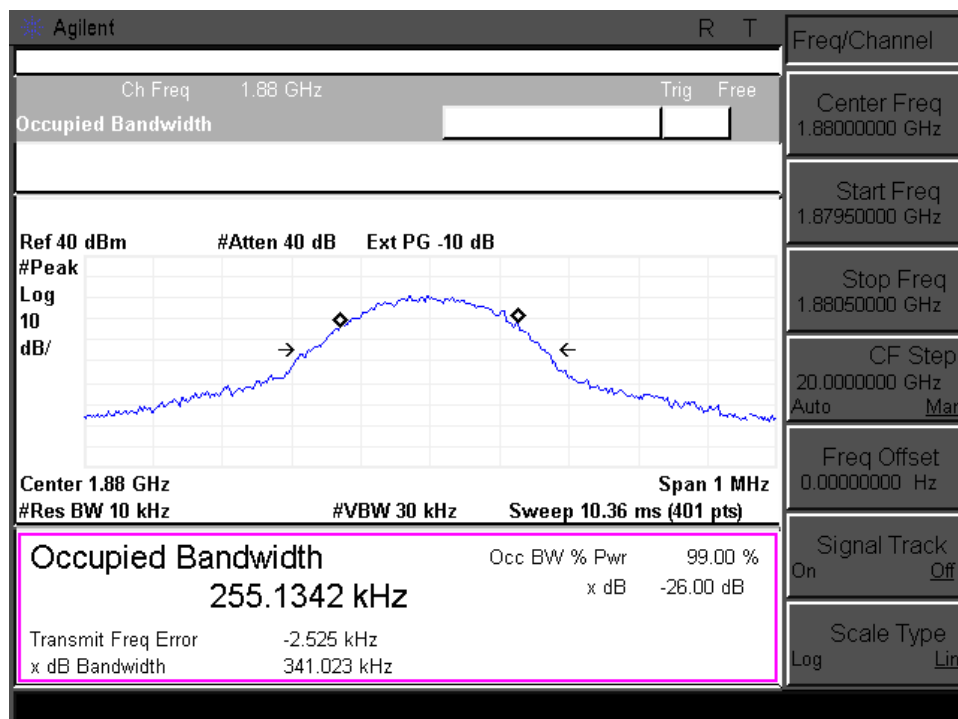 Agilent R T
Ch Freq 1.88 GHz Trig Free
Occupied Bandwidth
Ref 40 dBm #Atten 40 dB Ext PG -10 dB
#Peak
Log
10
dB/
Center 1.88 GHz Span 1 MHz
#Res BW 10 kHz #VBW 30 kHz Sweep 10.36 ms (401 pts)
Occupied Bandwidth Occ BW % Pwr 99.00 %
255.1342 kHz x dB -26.00 dB
Transmit Freq Error -2.525 kHz
x dB Bandwidth 341.023 kHz
Freq/Channel
Center Freq
1.88000000 GHz
Start Freq
1.87950000 GHz
Stop Freq
1.88050000 GHz
CF Step
20.0000000 GHz
Auto Man
Freq Offset
0.00000000 Hz
Signal Track
On Off
Scale Type
Log Lin